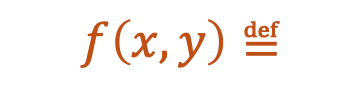 f(x, y) ≝